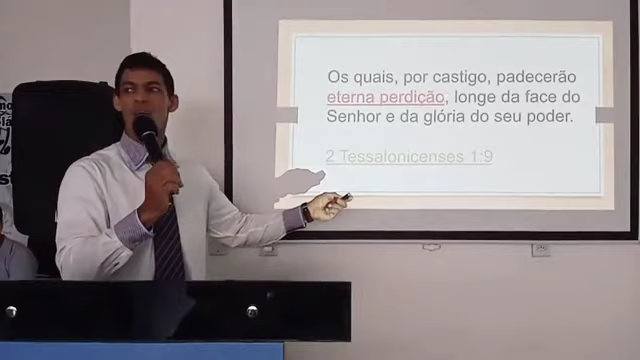 Os quais, por castigo, padecerão
eterna perdição, longe da face do
Senhor e da glória do seu poder.
2 Tessalonicenses 1:9